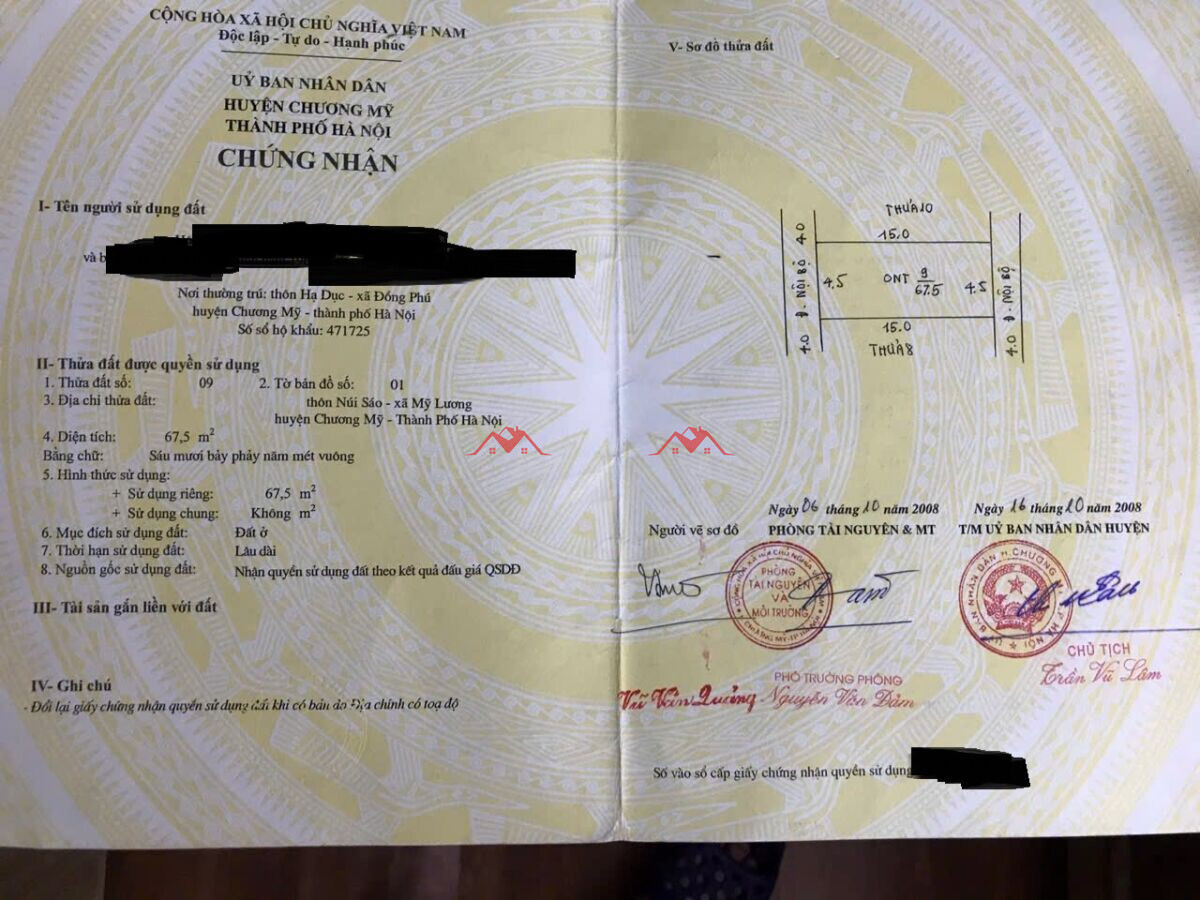 CỘNG HÒA XÃ HỘI CHỦ NGHĨA VIỆT NAM
Độc lập - Tự do - Hạnh phúc
UỶ BAN NHÂN DÂN
HUYỆN CHƯƠNG MỸ
THÀNH PHỐ HÀ NỘI
CHỨNG NHẬN
I- Tên người sử dụng đất
và b
Nơi thường trú: thôn Hạ Dục - xã Đồng Phú
huyện Chương Mỹ - thành phố Hà Nội
Số sổ hộ khẩu: 471725
II- Thửa đất được quyền sử dụng
1. Thửa đất số: 09 2. Tờ bản đồ số: 01
3. Địa chỉ thửa đất: thôn Núi Sáo - xã Mỹ Lương
huyện Chương Mỹ - Thành Phố Hà Nội
4. Diện tích: 67,5 m²
Bằng chữ: Sáu mươi bảy phảy năm mét vuông
5. Hình thức sử dụng:
+ Sử dụng riêng: 67,5 m²
+ Sử dụng chung: Không m²
6. Mục đích sử dụng đất: Đất ở
7. Thời hạn sử dụng đất: Lâu dài
8. Nguồn gốc sử dụng đất: Nhận quyền sử dụng đất theo kết quả đấu giá QSDĐ
III- Tài sản gắn liền với đất
IV- Ghi chú
- Đổi lại giấy chứng nhận quyền sử dụng đất khi có bản đo Địa chính có toạ độ
V- Sơ đồ thửa đất
THỬA 10
15.0
4.0 Đ. NỘI BỘ 4.0
4.5
ONT 9
67.5
4.5
4.0 Đ. NỘI BỘ
15.0
THỬA 8
Ngày 06 tháng 10 năm 2008
Ngày 16 tháng 10 năm 2008
Người vẽ sơ đồ
PHÒNG TÀI NGUYÊN & MT
T/M UỶ BAN NHÂN DÂN HUYỆN
PHÒNG
TÀI NGUYÊN
VÀ
MÔI TRƯỜNG
CHỦ TỊCH
Trần Vũ Lâm
PHÓ TRƯỞNG PHÒNG
Vũ Văn Quảng
Nguyễn Văn Đảm
Số vào sổ cấp giấy chứng nhận quyền sử dụng